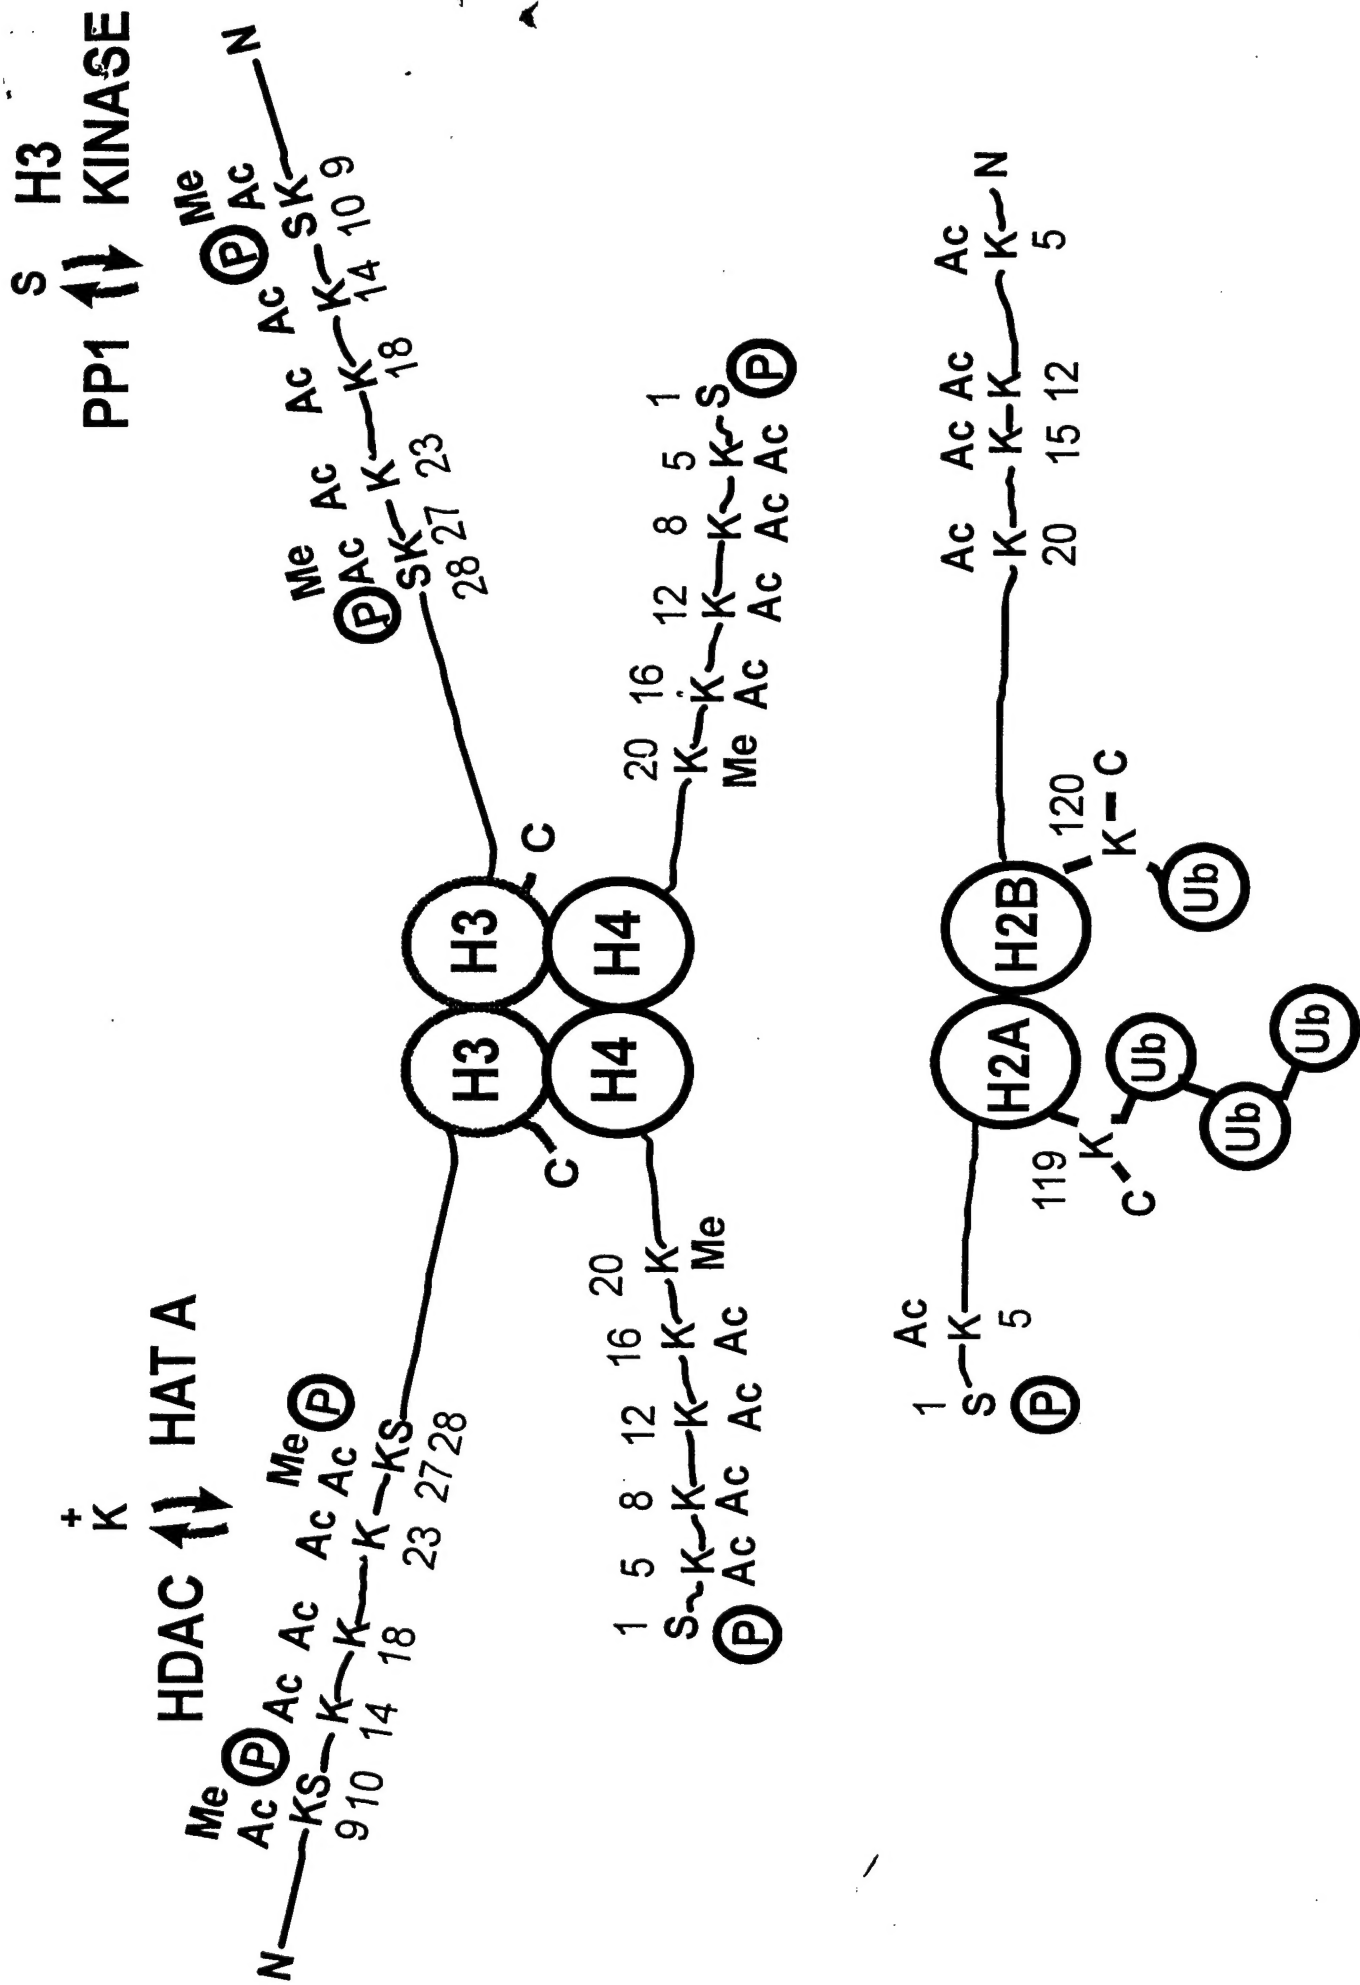 S H3
PP1 KINASE
+
K
HDAC HAT A
Me P Me P
Ac Ac Ac Ac Ac
N KS K K K KS
9 10 14 18 23 27 28
Me P Me
P Ac Ac Ac Ac Ac
SK K K K SK N
28 27 23 18 14 10 9
H3 H3
C C
H4 H4
1 5 8 12 16 20
S K K K K K
P Ac Ac Ac Ac Me
20 16 12 8 5 1
K K K K K S
Me Ac Ac Ac Ac P
Ac
1 S K
P 5
H2A H2B
Ac Ac Ac Ac
K K K K N
20 15 12 5
119 K
C
Ub
Ub
Ub
120
K C
Ub